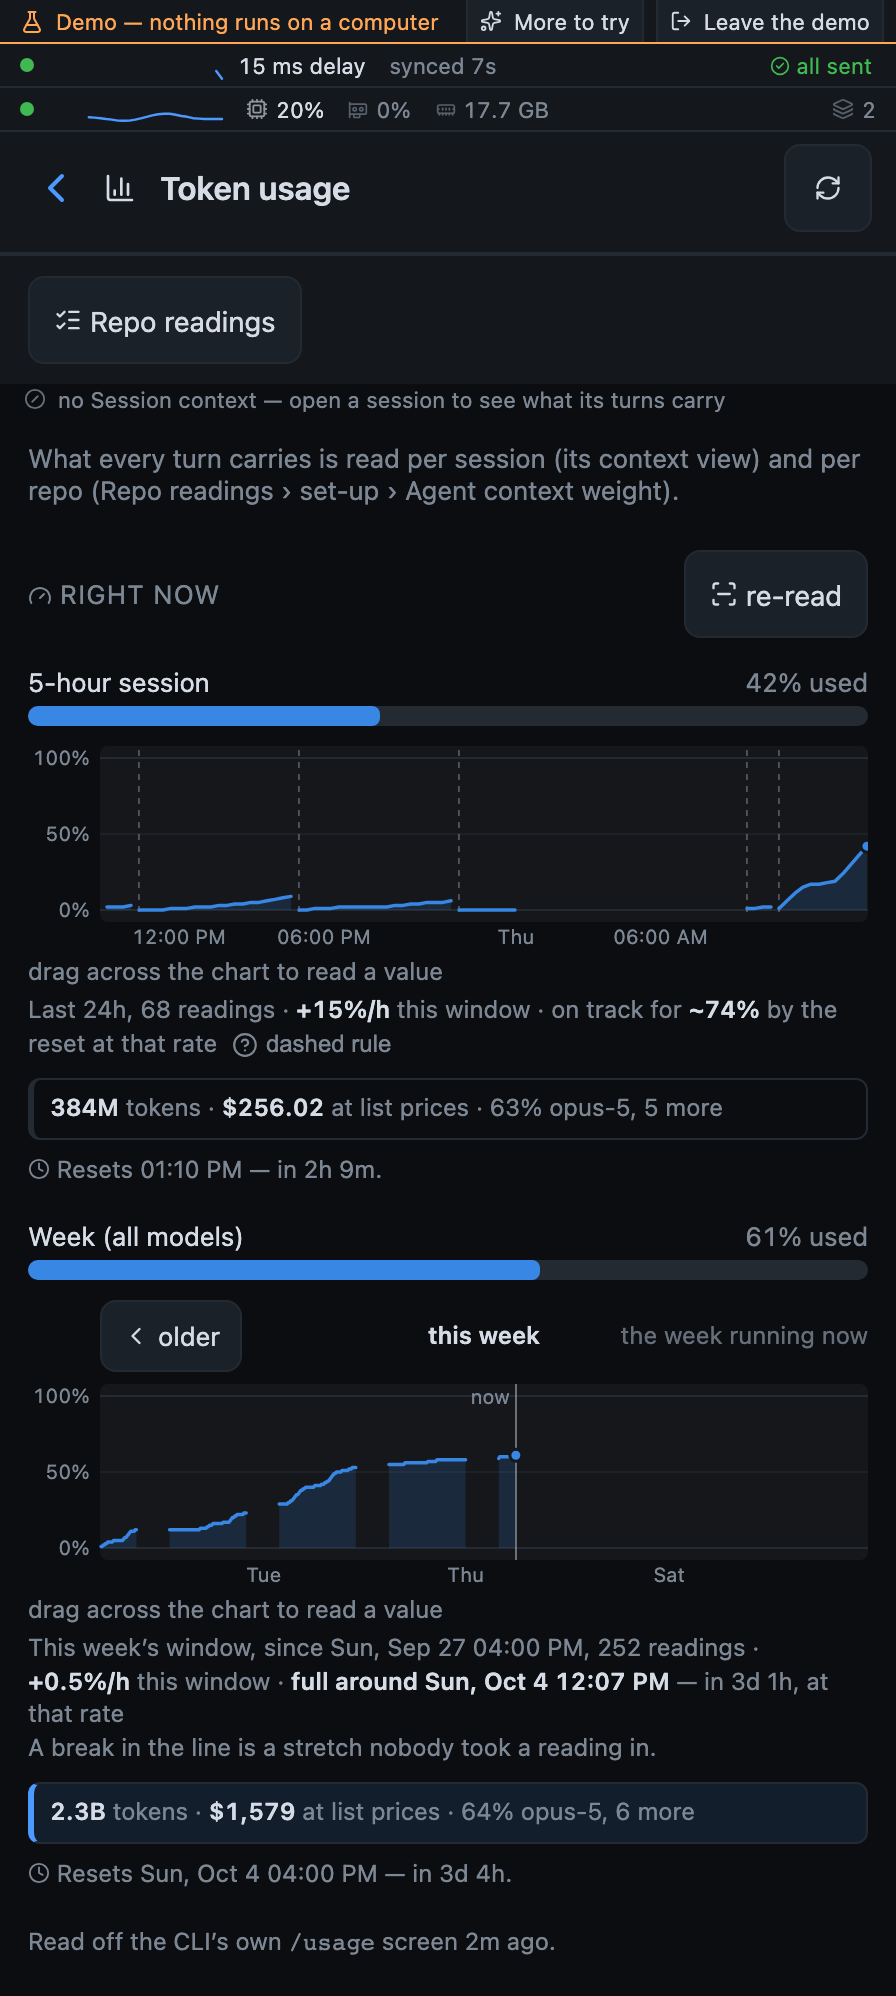 Demo — nothing runs on a computer
More to try
Leave the demo
15 ms delay synced 7s
all sent
20% 0% 17.7 GB
2
Token usage
Repo readings
no Session context — open a session to see what its turns carry
What every turn carries is read per session (its context view) and per
repo (Repo readings › set-up › Agent context weight).
RIGHT NOW
re-read
5-hour session
42% used
100%
50%
0%
12:00 PM 06:00 PM Thu 06:00 AM
drag across the chart to read a value
Last 24h, 68 readings · +15%/h this window · on track for ~74% by the
reset at that rate dashed rule
384M tokens · $256.02 at list prices · 63% opus-5, 5 more
Resets 01:10 PM — in 2h 9m.
Week (all models)
61% used
older
this week
the week running now
100%
now
50%
0%
Tue Thu Sat
drag across the chart to read a value
This week’s window, since Sun, Sep 27 04:00 PM, 252 readings ·
+0.5%/h this window · full around Sun, Oct 4 12:07 PM — in 3d 1h, at
that rate
A break in the line is a stretch nobody took a reading in.
2.3B tokens · $1,579 at list prices · 64% opus-5, 6 more
Resets Sun, Oct 4 04:00 PM — in 3d 4h.
Read off the CLI’s own /usage screen 2m ago.